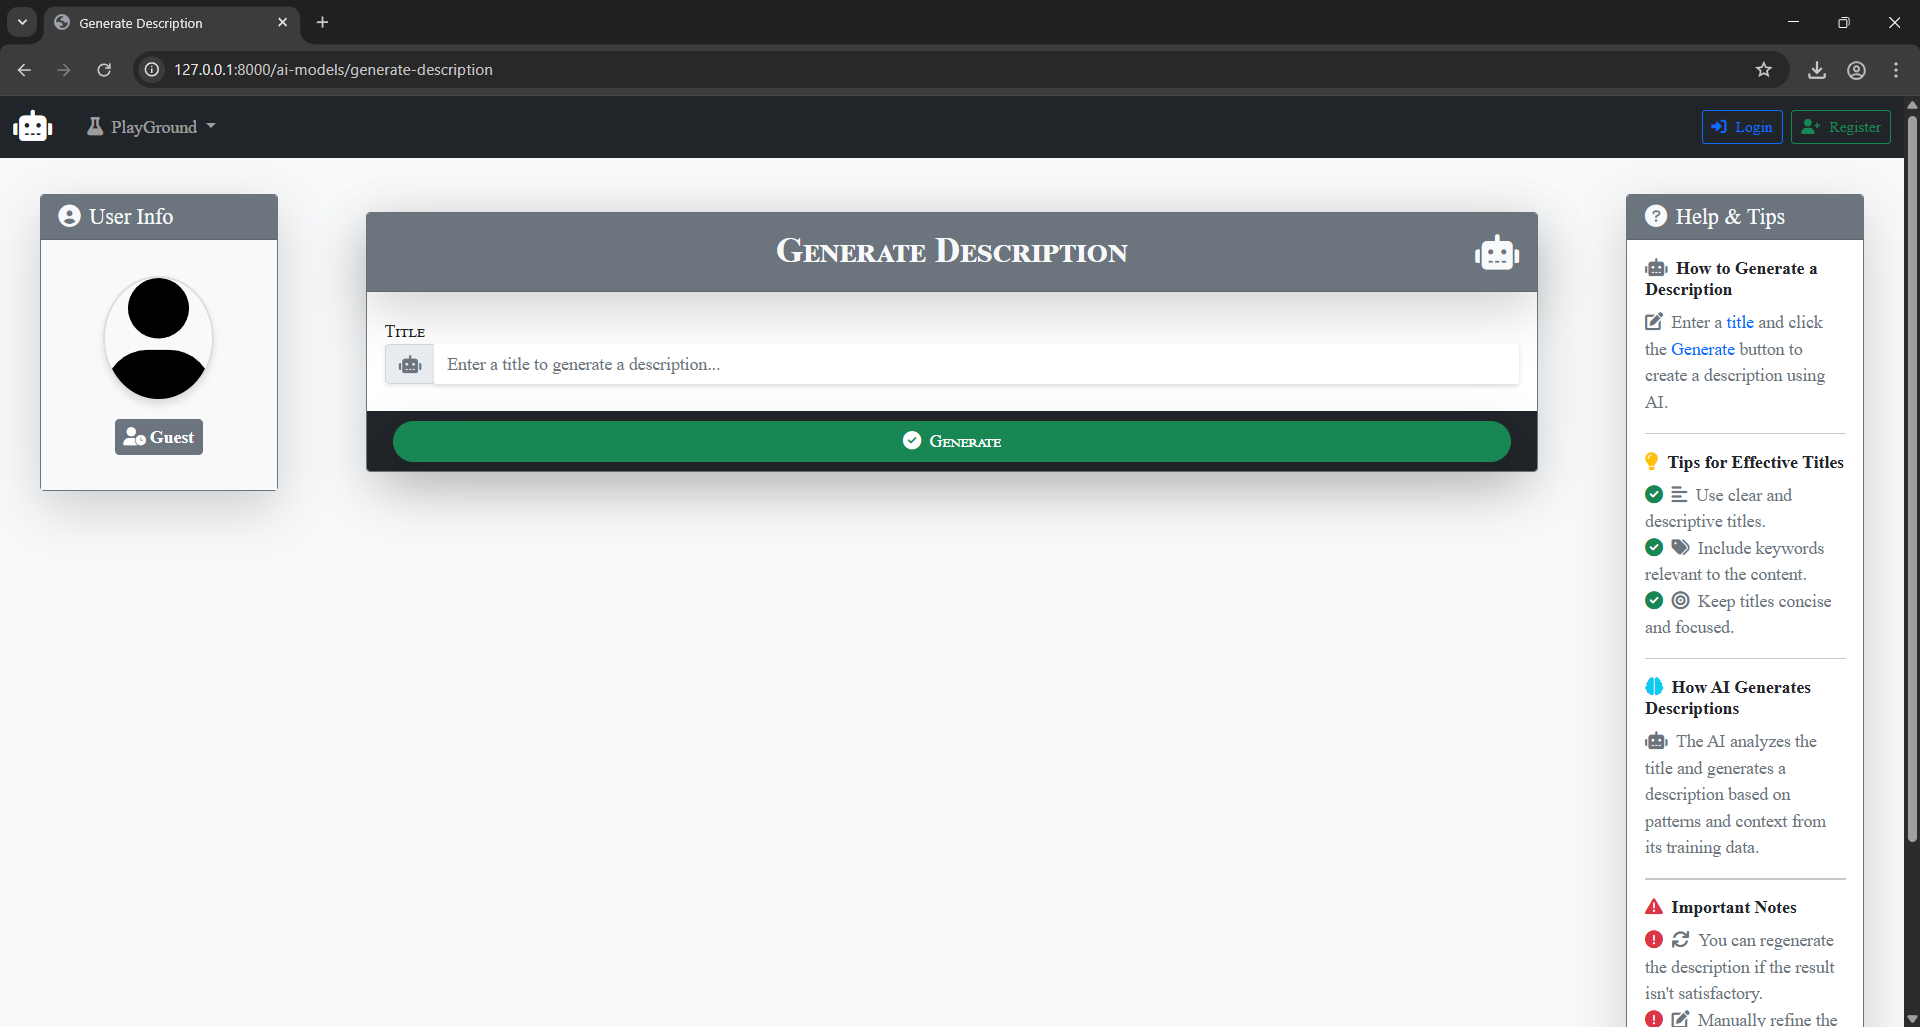 Generate Description
127.0.0.1:8000/ai-models/generate-description
PlayGround
Login
Register
User Info
Guest
Generate Description
Title
Enter a title to generate a description...
Generate
Help & Tips
How to Generate a
Description
Enter a title and click
the Generate button to
create a description using
AI.
Tips for Effective Titles
Use clear and
descriptive titles.
Include keywords
relevant to the content.
Keep titles concise
and focused.
How AI Generates
Descriptions
The AI analyzes the
title and generates a
description based on
patterns and context from
its training data.
Important Notes
You can regenerate
the description if the result
isn't satisfactory.
Manually refine the